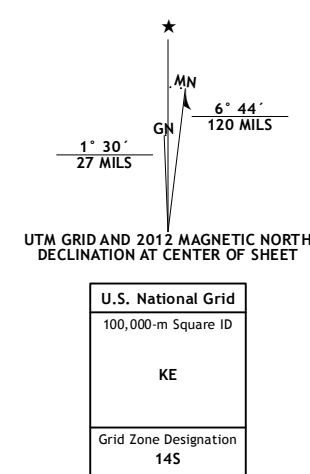 MN
GN
6° 44´
120 MILS
1° 30´
27 MILS
UTM GRID AND 2012 MAGNETIC NORTH
DECLINATION AT CENTER OF SHEET
U.S. National Grid
100,000-m Square ID
KE
Grid Zone Designation
14S